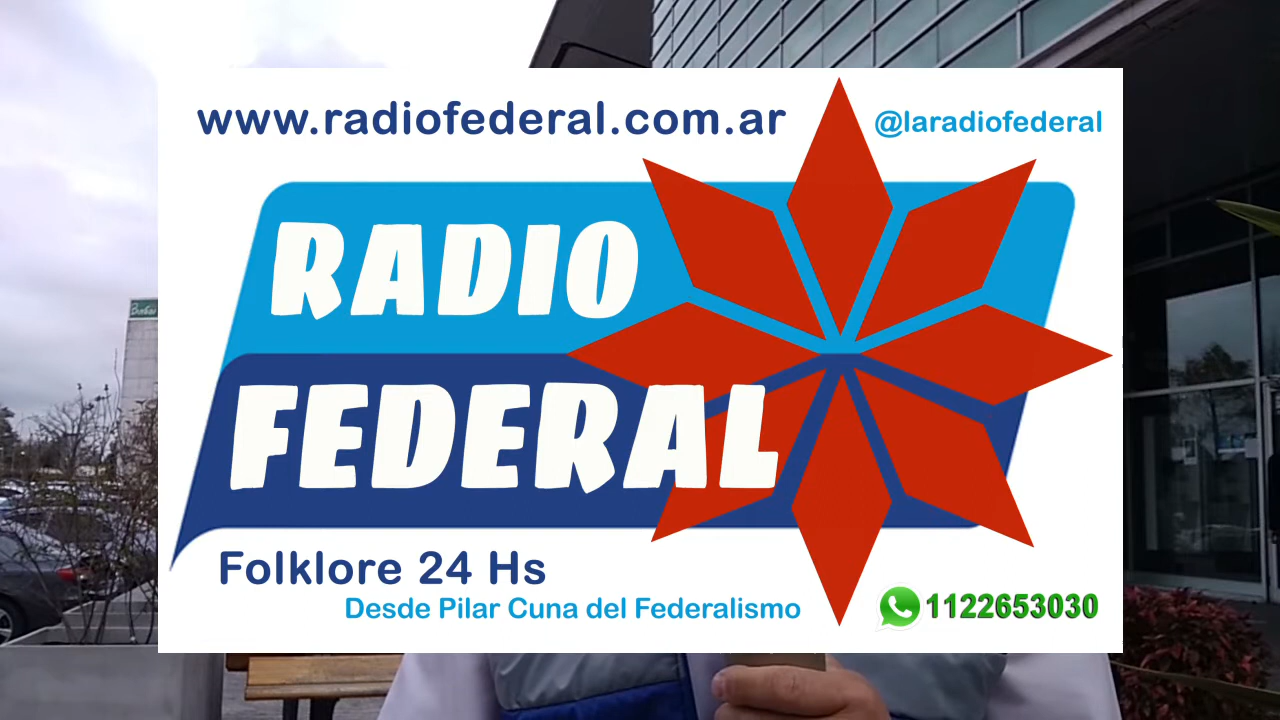 www.radiofederal.com.ar
@laradiofederal
RADIO
FEDERAL
Folklore 24 Hs
Desde Pilar Cuna del Federalismo
1122653030